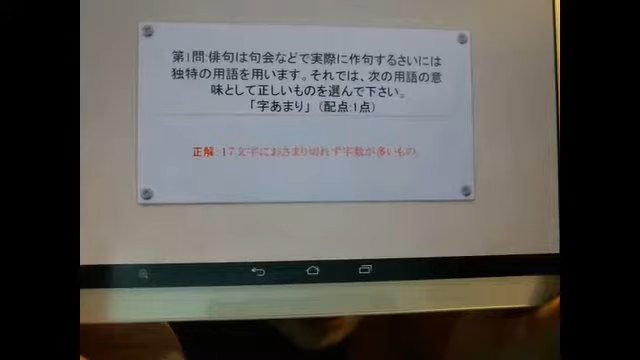 第1問:俳句は句会などで実際に作句するさいには
独特の用語を用います。それでは、次の用語の意
味として正しいものを選んで下さい。
「字あまり」(配点:1点)
正解:17文字におさまり切れず字数が多いもの。